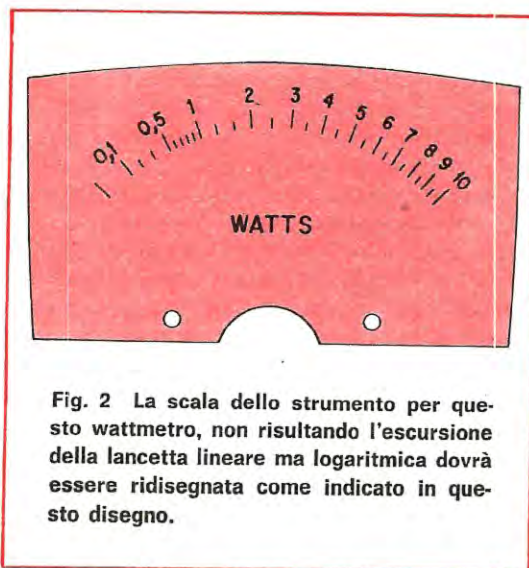 0,1 0,5 1 2 3 4 5 6 7 8 9 10
WATTS
Fig. 2 La scala dello strumento per que-
sto wattmetro, non risultando l'escursione
della lancetta lineare ma logaritmica dovrà
essere ridisegnata come indicato in que-
sto disegno.